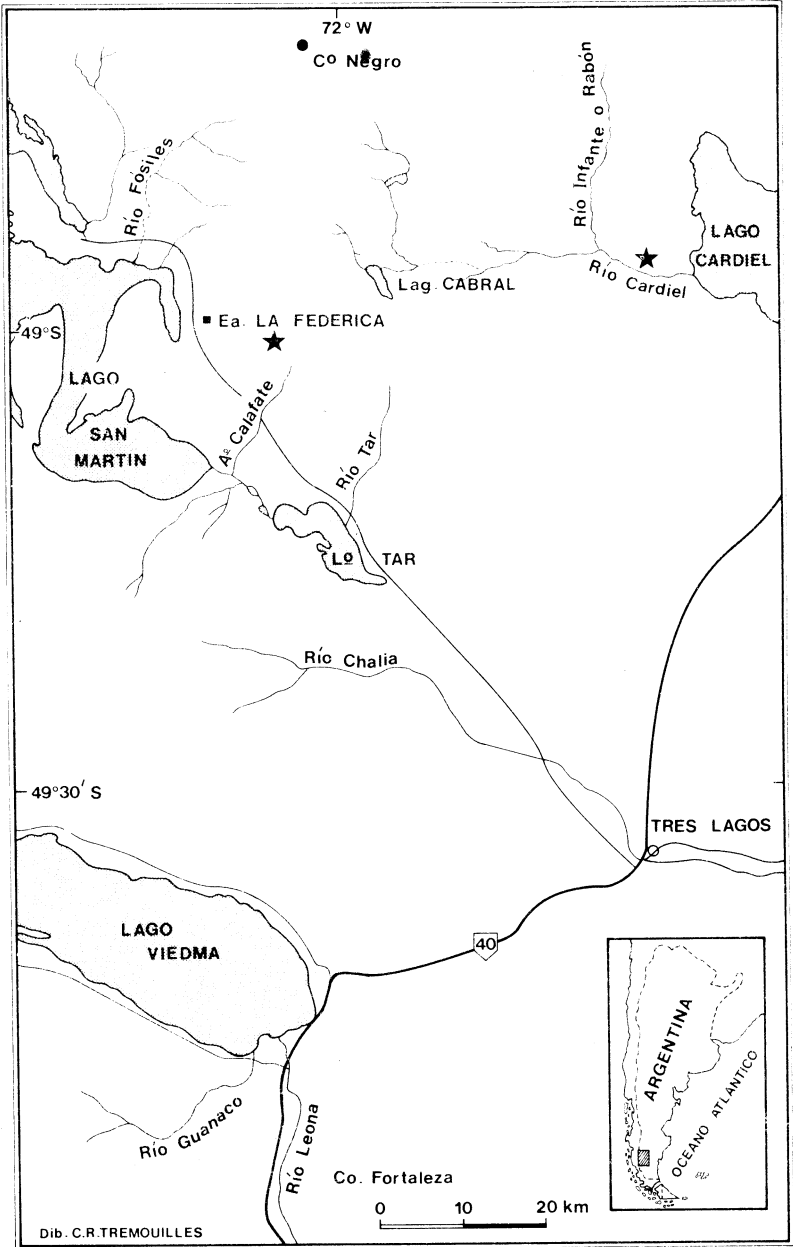 72° W
Cº Negro
Río Infante o Rabón
Río Fósiles
LAGO
CARDIEL
Río Cardiel
Lag. CABRAL
49°S
Ea. LA FEDERICA
LAGO
SAN
MARTIN
Aº Calafate
Río Tar
Lº TAR
Río Chalia
49°30' S
TRES LAGOS
LAGO
VIEDMA
40
ARGENTINA
OCEANO ATLANTICO
Río Guanaco
Río Leona
Co. Fortaleza
0 10 20 km
Dib. C.R.TREMOUILLES